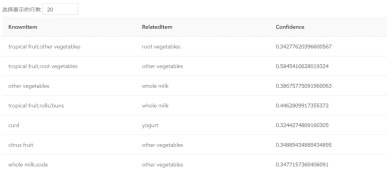 选择展示的行数 20
KnownItem RelatedItem Confidence
tropical fruit,other vegetables root vegetables 0.34277620396600567
tropical fruit,root vegetables other vegetables 0.5845410628019324
other vegetables whole milk 0.38675775091960063
tropical fruit,rolls/buns whole milk 0.4462809917355372
curd yogurt 0.3244274809160305
citrus fruit other vegetables 0.34889434889434895
whole milk,soda other vegetables 0.3477157360406091